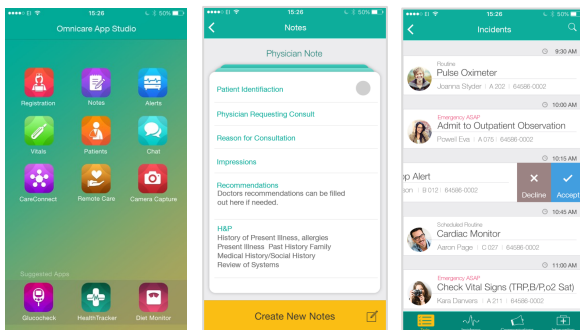 15:26
50%
Omnicare App Studio
Registration
Notes
Alerts
Vitals
Patients
Chat
CareConnect
Remote Care
Camera Capture
Suggested Apps
Glucocheck
HealthTracker
Diet Monitor
15:26
50%
Notes
Physician Note
Patient Identifiaction
Physician Requesting Consult
Reason for Consultation
Impressions
Recommendations
Doctors recommendations can be filled
out here if needed.
H&P
History of Present Illness, allergies
Present Illness Past History Family
Medical History/Social History
Review of Systems
Create New Notes
15:26
50%
Incidents
9:30 AM
Routine
Pulse Oximeter
Joanna Styder | A 202 | 64586-0002
10:00 AM
Emergency ASAP
Admit to Outpatient Observation
Powell Eva | A 075 | 64586-0002
10:15 AM
op Alert
son | B 012 | 64586-0002
Decline
Accept
10:45 AM
Scheduled Routine
Cardiac Monitor
Aaron Page | C 027 | 64586-0002
11:00 AM
Emergency ASAP
Check Vital Signs (TRP,B/P,o2 Sat)
Kara Danvers | A 211 | 64586-0002